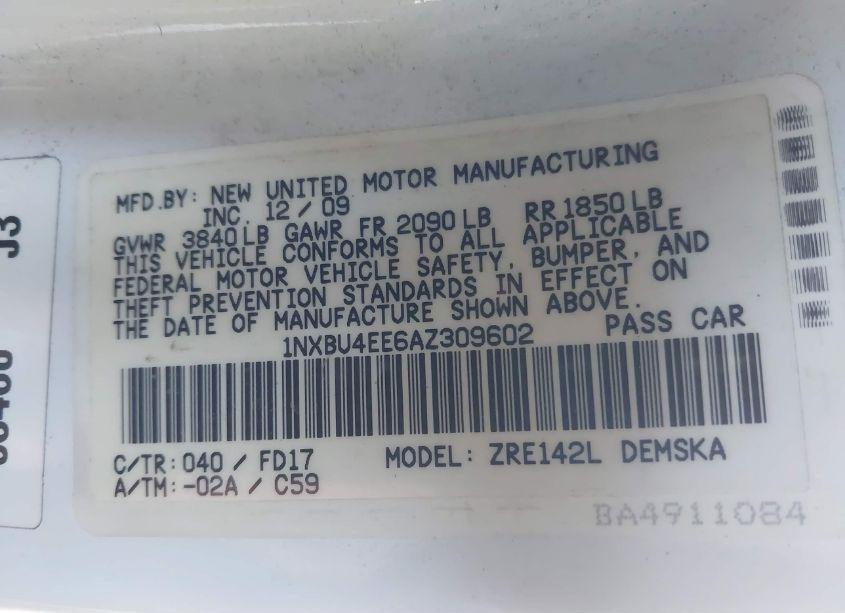 MFD.BY: NEW UNITED MOTOR MANUFACTURING
INC. 12 / 09
GVWR 3840 LB GAWR FR 2090 LB RR 1850 LB
THIS VEHICLE CONFORMS TO ALL APPLICABLE
FEDERAL MOTOR VEHICLE SAFETY, BUMPER, AND
THEFT PREVENTION STANDARDS IN EFFECT ON
THE DATE OF MANUFACTURE SHOWN ABOVE.
1NXBU4EE6AZ309602 PASS CAR
C/TR: 040 / FD17 MODEL: ZRE142L DEMSKA
A/TM: -02A / C59
BA4911084
J3